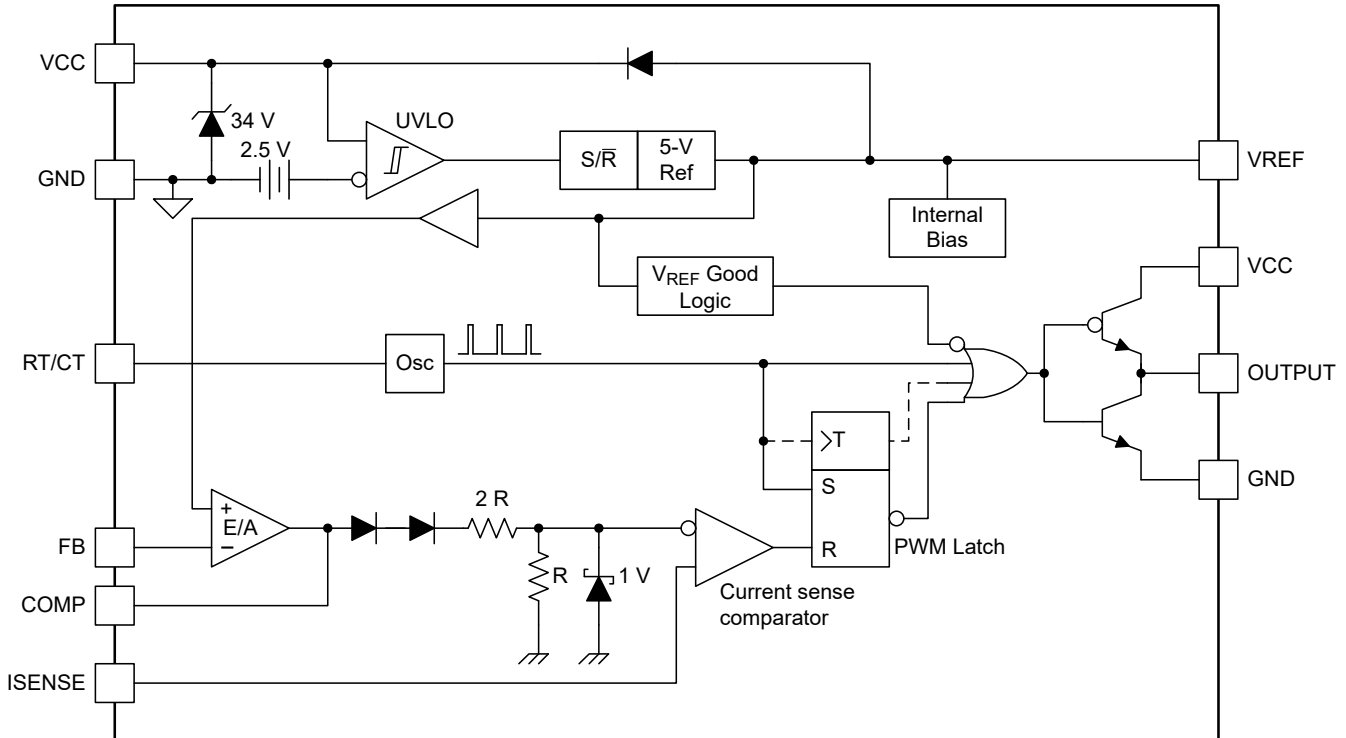 VCC
34 V
UVLO
2.5 V
S/R̅
5-V
Ref
GND
VREF
Internal
Bias
VREF Good
Logic
VCC
RT/CT
Osc
OUTPUT
>T
S
R
PWM Latch
GND
2 R
+
E/A
−
FB
R
1 V
COMP
Current sense
comparator
ISENSE